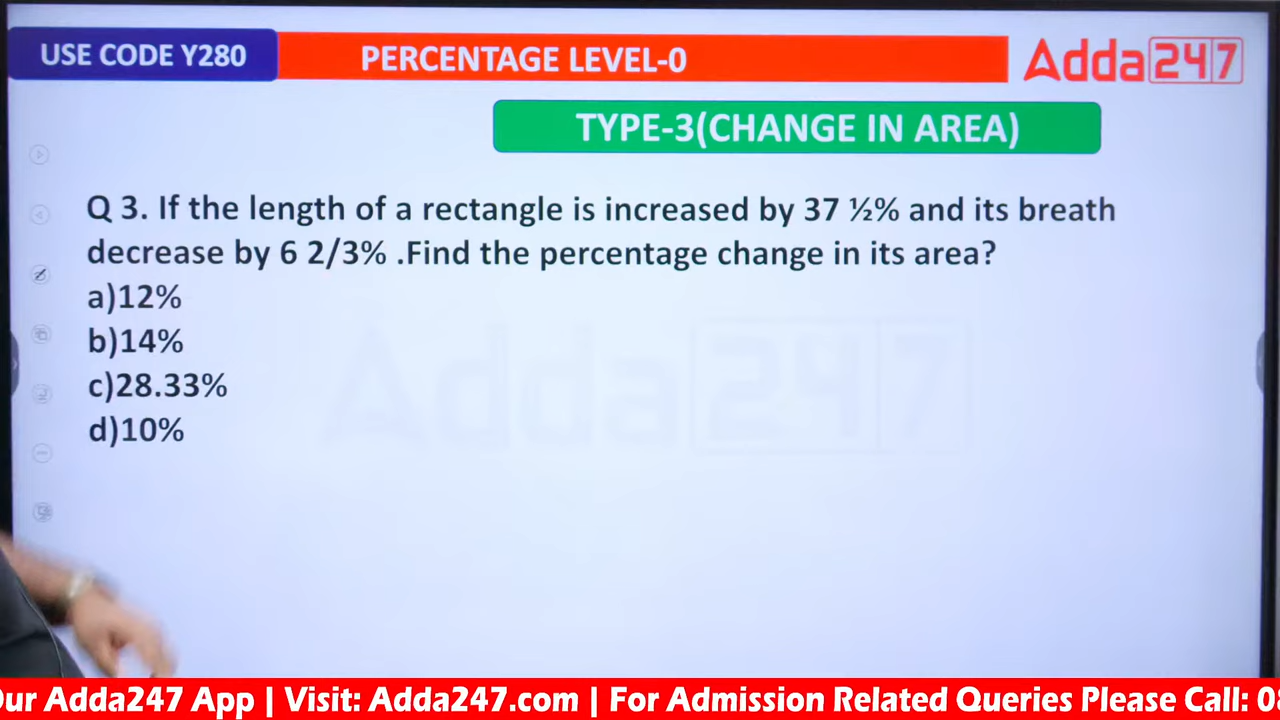 USE CODE Y280
PERCENTAGE LEVEL-0
Adda247
TYPE-3(CHANGE IN AREA)
Q 3. If the length of a rectangle is increased by 37 ½% and its breath
decrease by 6 2/3% .Find the percentage change in its area?
a)12%
b)14%
c)28.33%
d)10%
Adda247
our Adda247 App | Visit: Adda247.com | For Admission Related Queries Please Call: